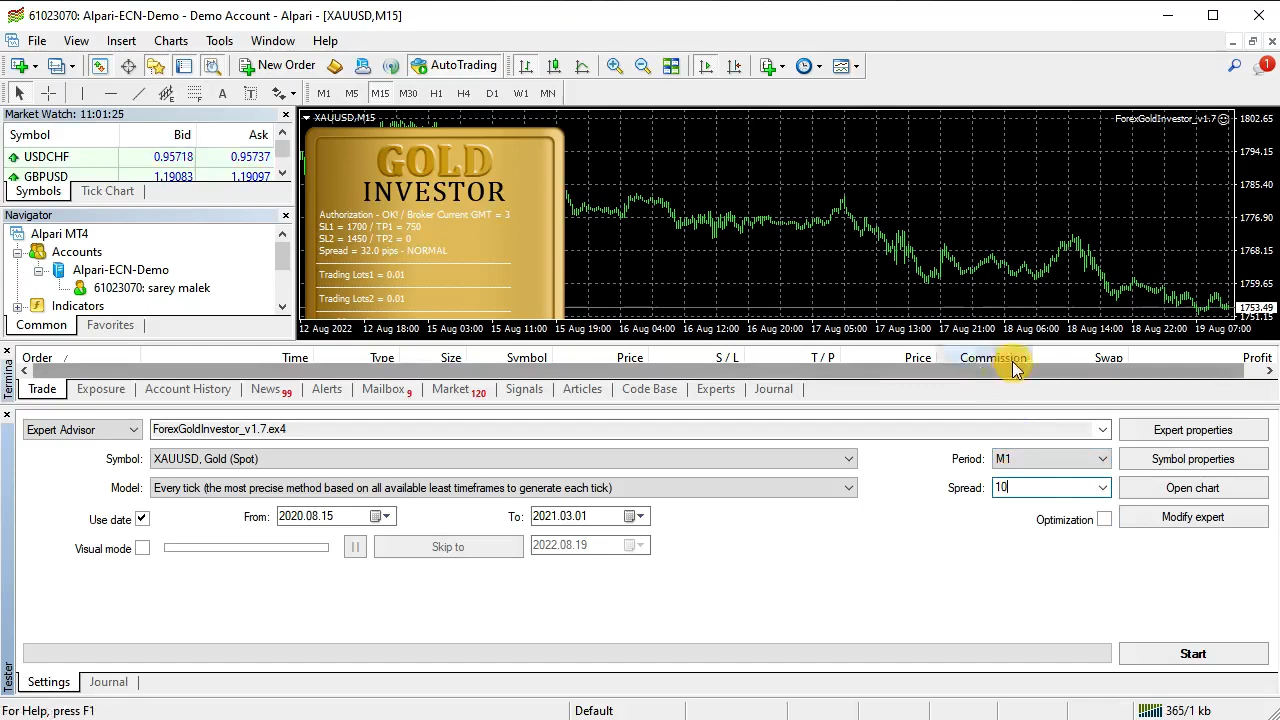 61023070: Alpari-ECN-Demo - Demo Account - Alpari - [XAUUSD,M15]
File View Insert Charts Tools Window Help
New Order AutoTrading 1
A T M1 M5 M15 M30 H1 H4 D1 W1 MN
Market Watch: 11:01:25
Symbol Bid Ask
USDCHF 0.95718 0.95737
GBPUSD 1.19083 1.19097
Symbols Tick Chart
Navigator
Alpari MT4
Accounts
Alpari-ECN-Demo
61023070: sarey malek
Indicators
Common Favorites
XAUUSD,M15
ForexGoldInvestor_v1.7
GOLD
INVESTOR
Authorization - OK! / Broker Current GMT = 3
SL1 = 1700 / TP1 = 750
SL2 = 1450 / TP2 = 0
Spread = 32.0 pips - NORMAL
Trading Lots1 = 0.01
Trading Lots2 = 0.01
1802.65
1794.15
1785.40
1776.90
1768.15
1759.65
1753.49
1751.15
12 Aug 2022 12 Aug 18:00 15 Aug 03:00 15 Aug 11:00 15 Aug 19:00 16 Aug 04:00 16 Aug 12:00 16 Aug 20:00 17 Aug 05:00 17 Aug 13:00 17 Aug 21:00 18 Aug 06:00 18 Aug 14:00 18 Aug 22:00 19 Aug 07:00
Order / Time Type Size Symbol Price S / L T / P Price Commission Swap Profit
Termina
Trade Exposure Account History News 99 Alerts Mailbox 9 Market 120 Signals Articles Code Base Experts Journal
Expert Advisor ForexGoldInvestor_v1.7.ex4 Expert properties
Symbol: XAUUSD, Gold (Spot) Period: M1 Symbol properties
Model: Every tick (the most precise method based on all available least timeframes to generate each tick) Spread: 10 Open chart
Use date From: 2020.08.15 To: 2021.03.01 Optimization Modify expert
Visual mode Skip to 2022.08.19
Start
Tester
Settings Journal
For Help, press F1 Default 365/1 kb